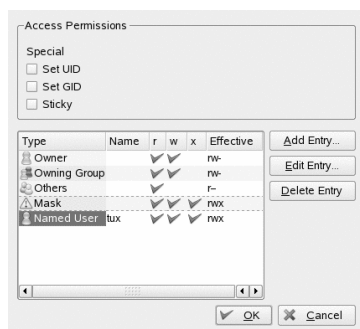 Access Permissions
Special
Set UID
Set GID
Sticky
Type Name r w x Effective
Owner rw-
Owning Group rw-
Others r--
Mask rwx
Named User tux rwx
Add Entry...
Edit Entry...
Delete Entry
OK
Cancel